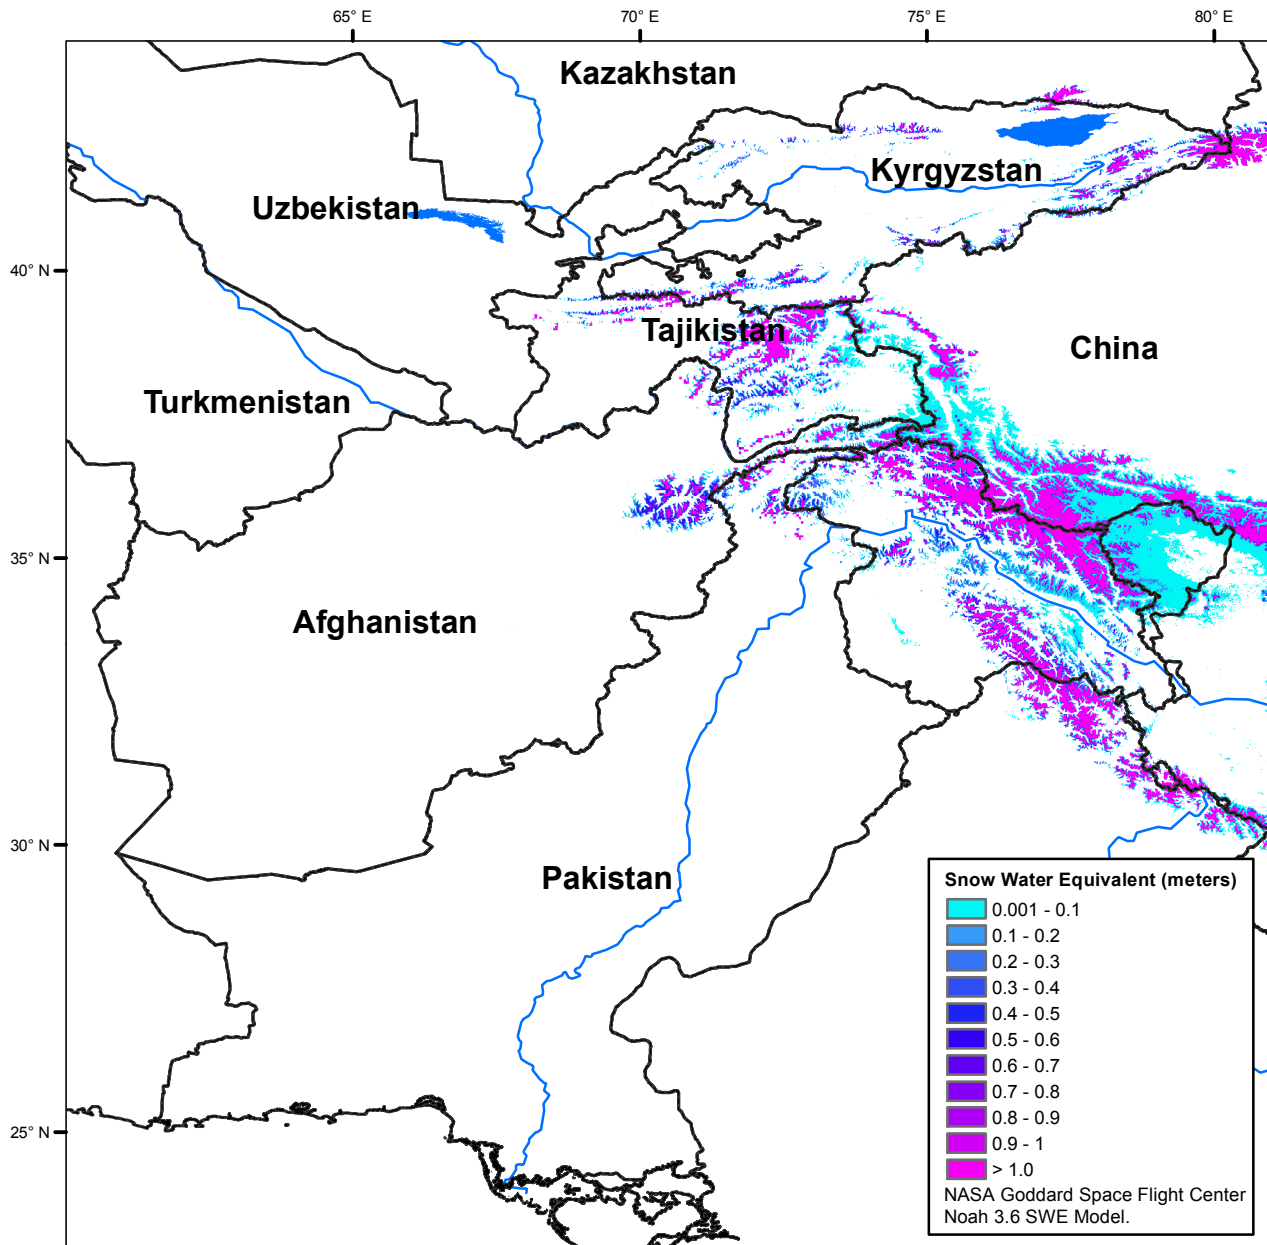 65° E 70° E 75° E 80° E
Kazakhstan
Kyrgyzstan
Uzbekistan
40° N
Tajikistan
China
Turkmenistan
35° N
Afghanistan
30° N
Pakistan
25° N
Snow Water Equivalent (meters)
0.001 - 0.1
0.1 - 0.2
0.2 - 0.3
0.3 - 0.4
0.4 - 0.5
0.5 - 0.6
0.6 - 0.7
0.7 - 0.8
0.8 - 0.9
0.9 - 1
> 1.0
NASA Goddard Space Flight Center
Noah 3.6 SWE Model.